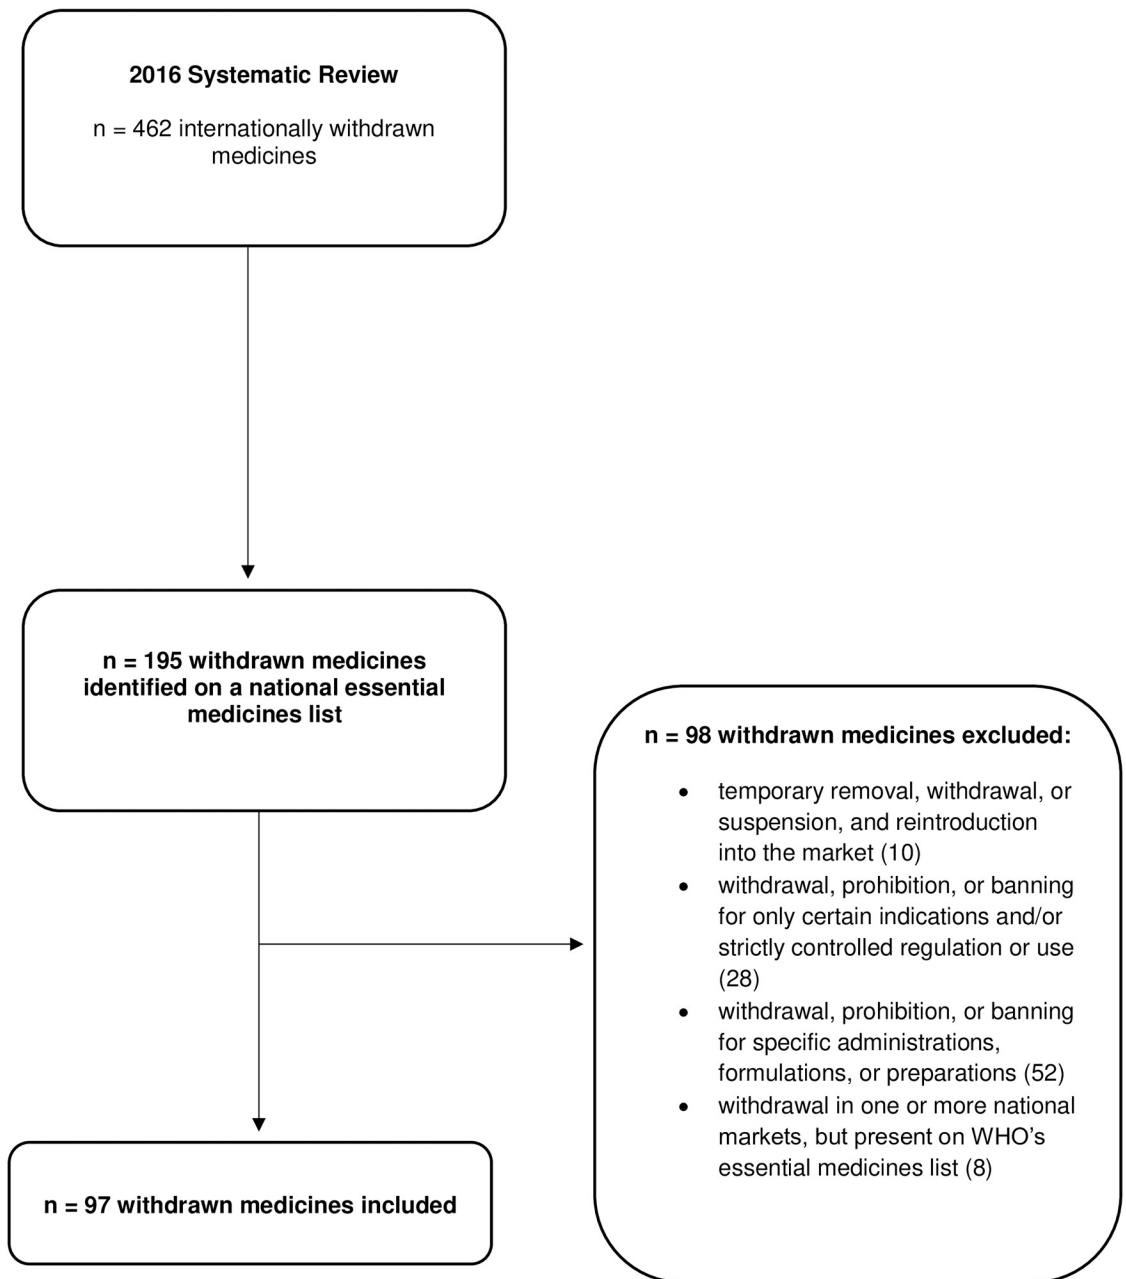 2016 Systematic Review
n = 462 internationally withdrawn
medicines
n = 195 withdrawn medicines
identified on a national essential
medicines list
n = 98 withdrawn medicines excluded:
• temporary removal, withdrawal, or
suspension, and reintroduction
into the market (10)
• withdrawal, prohibition, or banning
for only certain indications and/or
strictly controlled regulation or use
(28)
• withdrawal, prohibition, or banning
for specific administrations,
formulations, or preparations (52)
• withdrawal in one or more national
markets, but present on WHO’s
essential medicines list (8)
n = 97 withdrawn medicines included